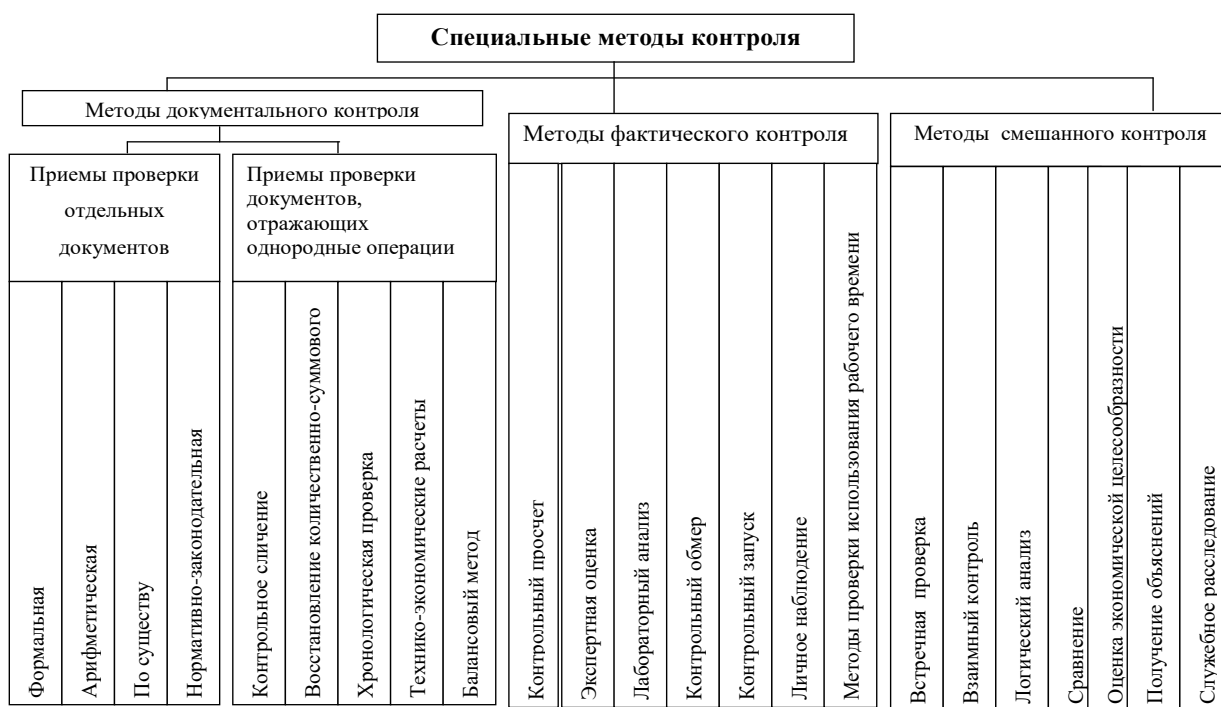 Специальные методы контроля
Методы документального контроля
Методы фактического контроля
Методы смешанного контроля
Приемы проверки
отдельных
документов
Приемы проверки
документов,
отражающих
однородные операции
Формальная
Арифметическая
По существу
Нормативно-законодательная
Контрольное сличение
Восстановление количественно-суммового
Хронологическая проверка
Технико-экономические расчеты
Балансовый метод
Контрольный просчет
Экспертная оценка
Лабораторный анализ
Контрольный обмер
Контрольный запуск
Личное наблюдение
Методы проверки использования рабочего времени
Встречная проверка
Взаимный контроль
Логический анализ
Сравнение
Оценка экономической целесообразности
Получение объяснений
Служебное расследование